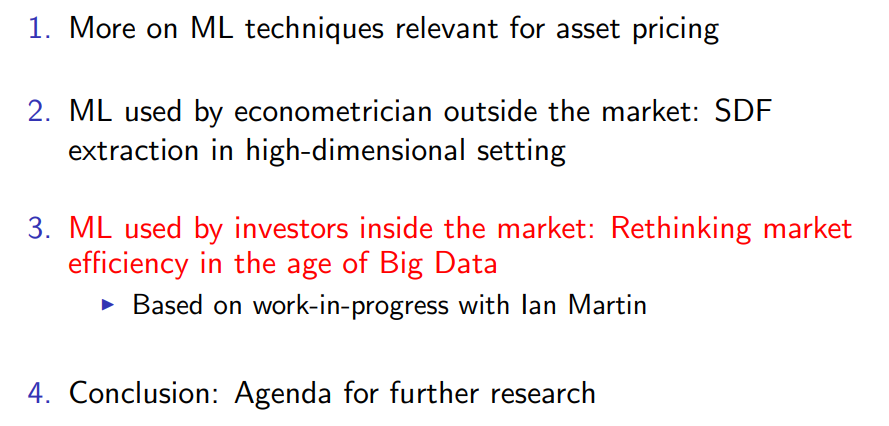 1. More on ML techniques relevant for asset pricing
2. ML used by econometrician outside the market: SDF
extraction in high-dimensional setting
3. ML used by investors inside the market: Rethinking market
efficiency in the age of Big Data
▶ Based on work-in-progress with Ian Martin
4. Conclusion: Agenda for further research